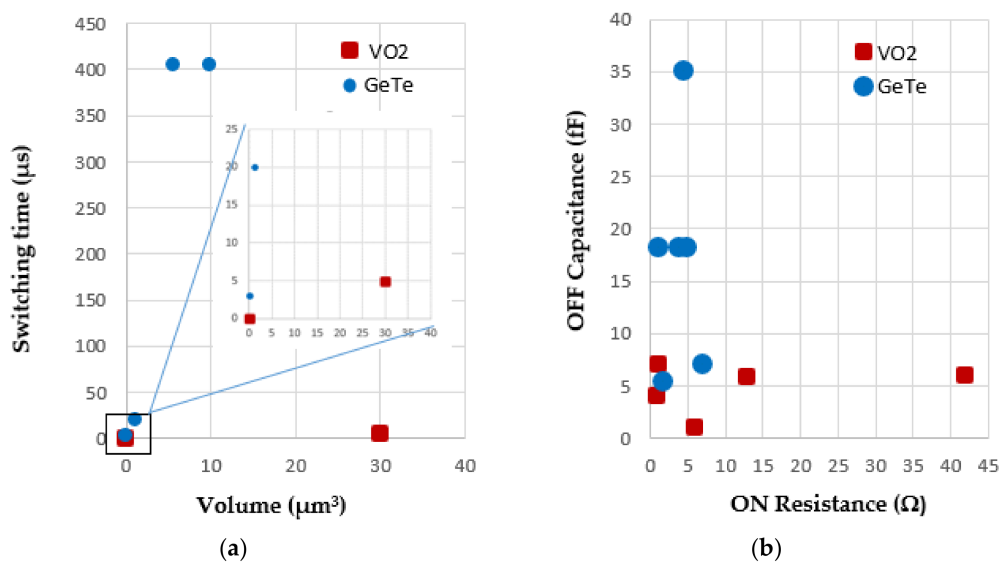 450
400
350
300
250
200
150
100
50
0
Switching time (µs)
VO2
GeTe
25
20
15
10
5
0
0 5 10 15 20 25 30 35 40
0 10 20 30 40
Volume (µm³)
(a)
40
35
30
25
20
15
10
5
0
OFF Capacitance (fF)
VO2
GeTe
0 5 10 15 20 25 30 35 40 45
ON Resistance (Ω)
(b)